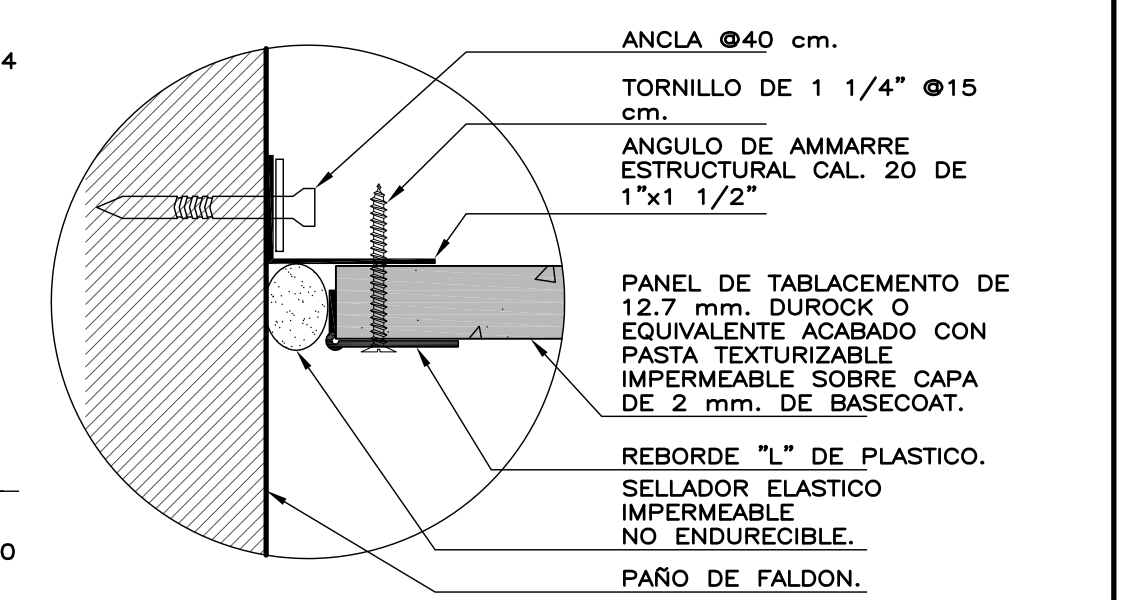 4
ANCLA @40 cm.
TORNILLO DE 1 1/4" @15
cm.
ANGULO DE AMMARRE
ESTRUCTURAL CAL. 20 DE
1"x1 1/2"
PANEL DE TABLACEMENTO DE
12.7 mm. DUROCK O
EQUIVALENTE ACABADO CON
PASTA TEXTURIZABLE
IMPERMEABLE SOBRE CAPA
DE 2 mm. DE BASECOAT.
REBORDE "L" DE PLASTICO.
SELLADOR ELASTICO
IMPERMEABLE
NO ENDURECIBLE.
0
PAÑO DE FALDON.